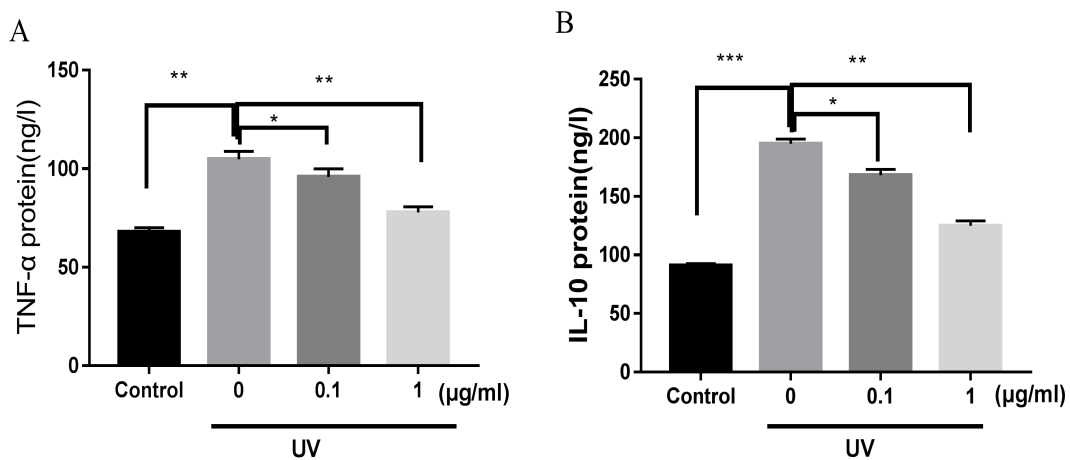 A
TNF-α protein(ng/l)
150
100
50
0
**
**
*
Control
0
0.1
1
(μg/ml)
UV
B
IL-10 protein(ng/l)
250
200
150
100
50
0
***
**
*
Control
0
0.1
1
(μg/ml)
UV